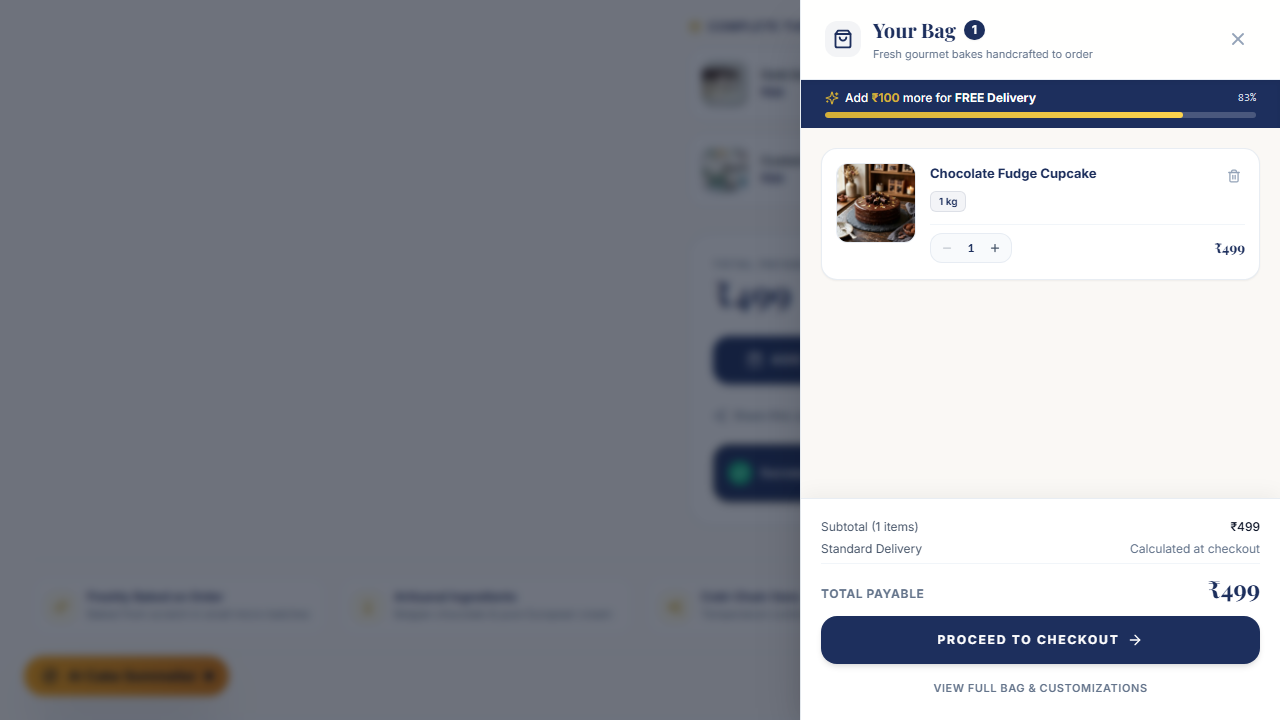 Your Bag 1
Fresh gourmet bakes handcrafted to order
Add ₹100 more for FREE Delivery 83%
Chocolate Fudge Cupcake
1 kg
1 ₹499
Subtotal (1 items) ₹499
Standard Delivery Calculated at checkout
TOTAL PAYABLE ₹499
PROCEED TO CHECKOUT →
VIEW FULL BAG & CUSTOMIZATIONS
₹499